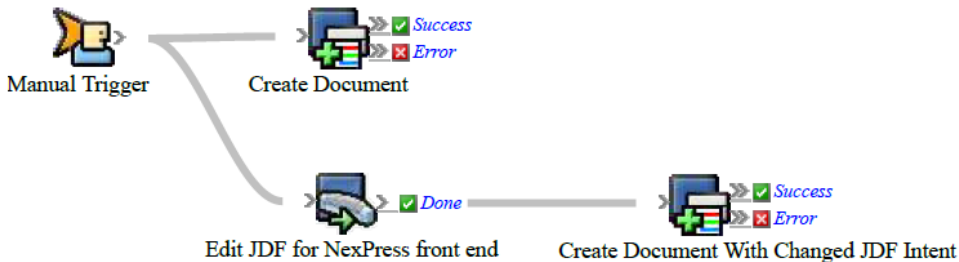 Success
Error
Manual Trigger
Create Document
Done
Success
Error
Edit JDF for NexPress front end
Create Document With Changed JDF Intent